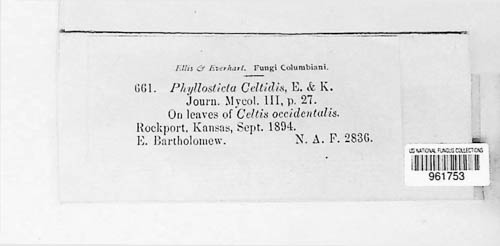 Ellis & Everhart. Fungi Columbiani.
661. Phyllosticta Celtidis, E. & K.
Journ. Mycol. III, p. 27.
On leaves of Celtis occidentalis.
Rockport, Kansas, Sept. 1894.
E. Bartholomew. N. A. F. 2836.
US NATIONAL FUNGUS COLLECTIONS
961753